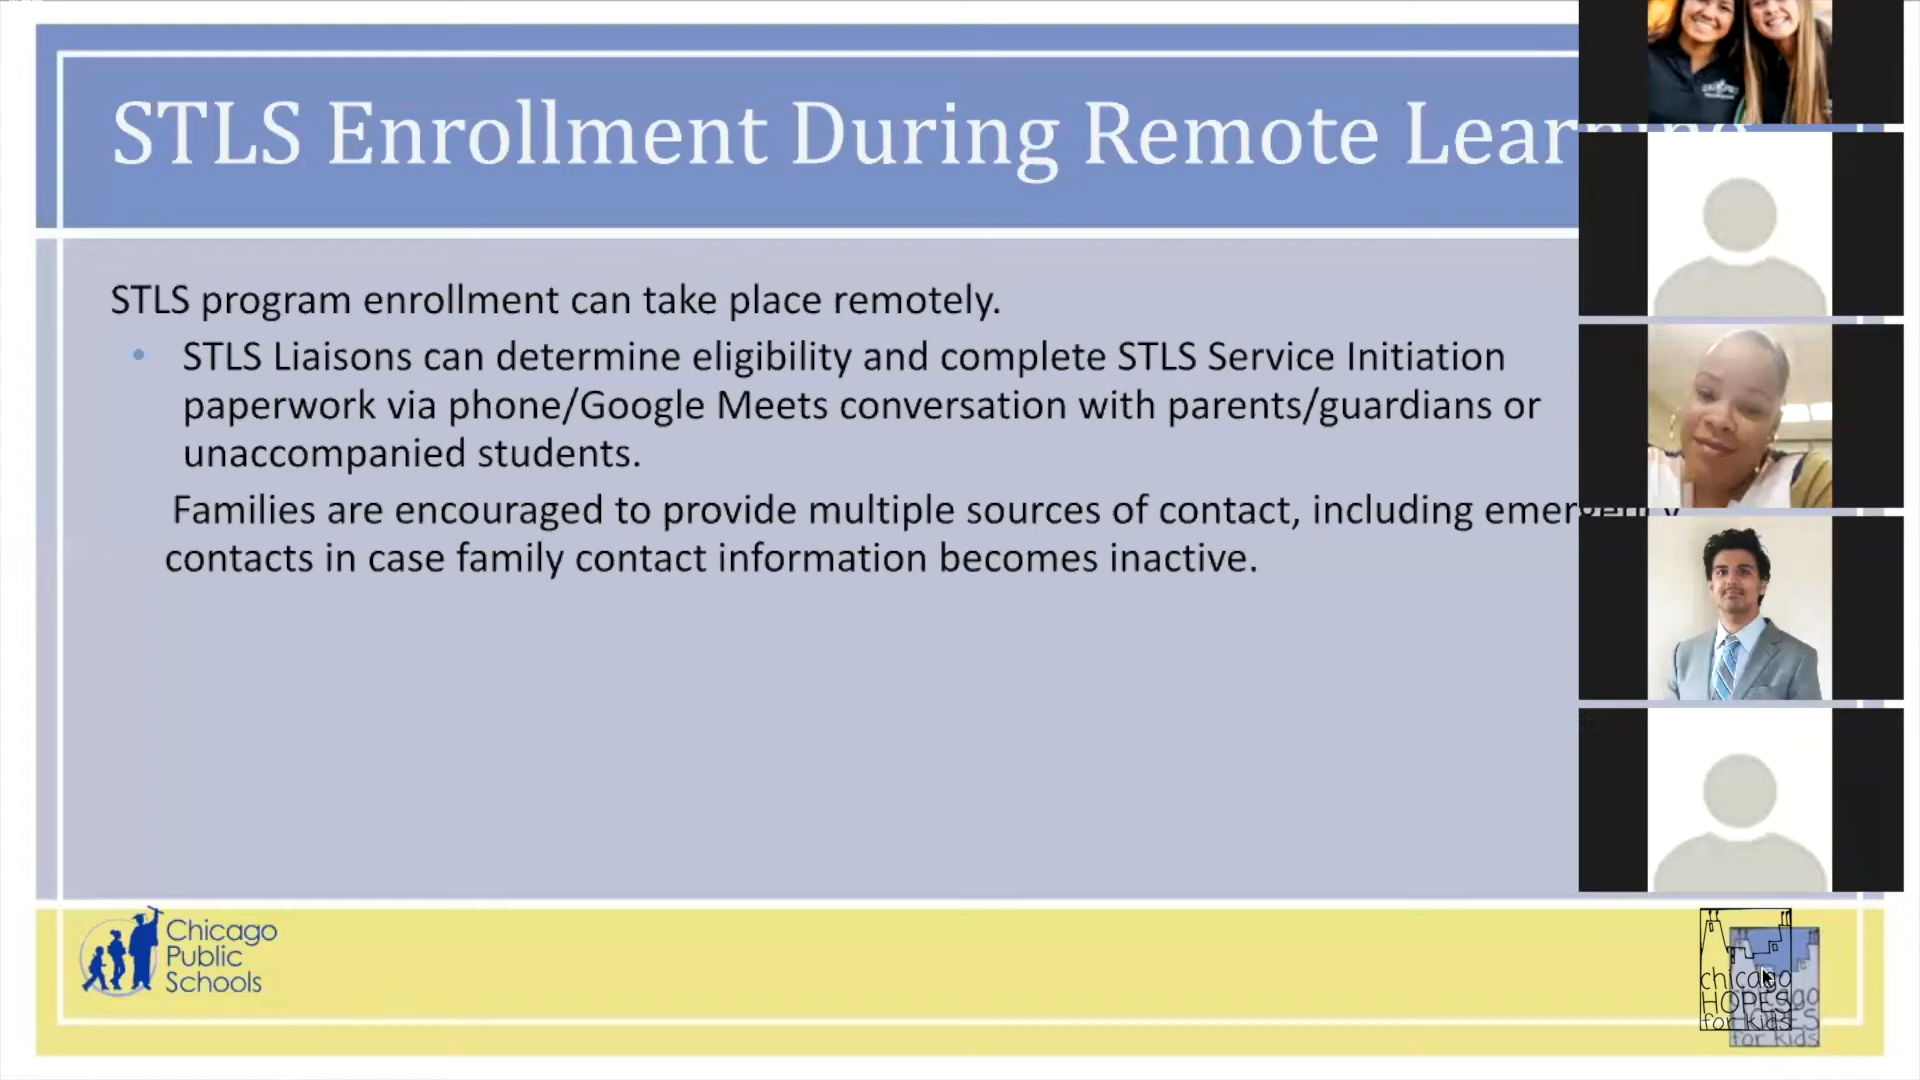 STLS Enrollment During Remote Learning
STLS program enrollment can take place remotely.
• STLS Liaisons can determine eligibility and complete STLS Service Initiation
paperwork via phone/Google Meets conversation with parents/guardians or
unaccompanied students.
Families are encouraged to provide multiple sources of contact, including emergency
contacts in case family contact information becomes inactive.
Chicago
Public
Schools
chicago
HOPES
for kids